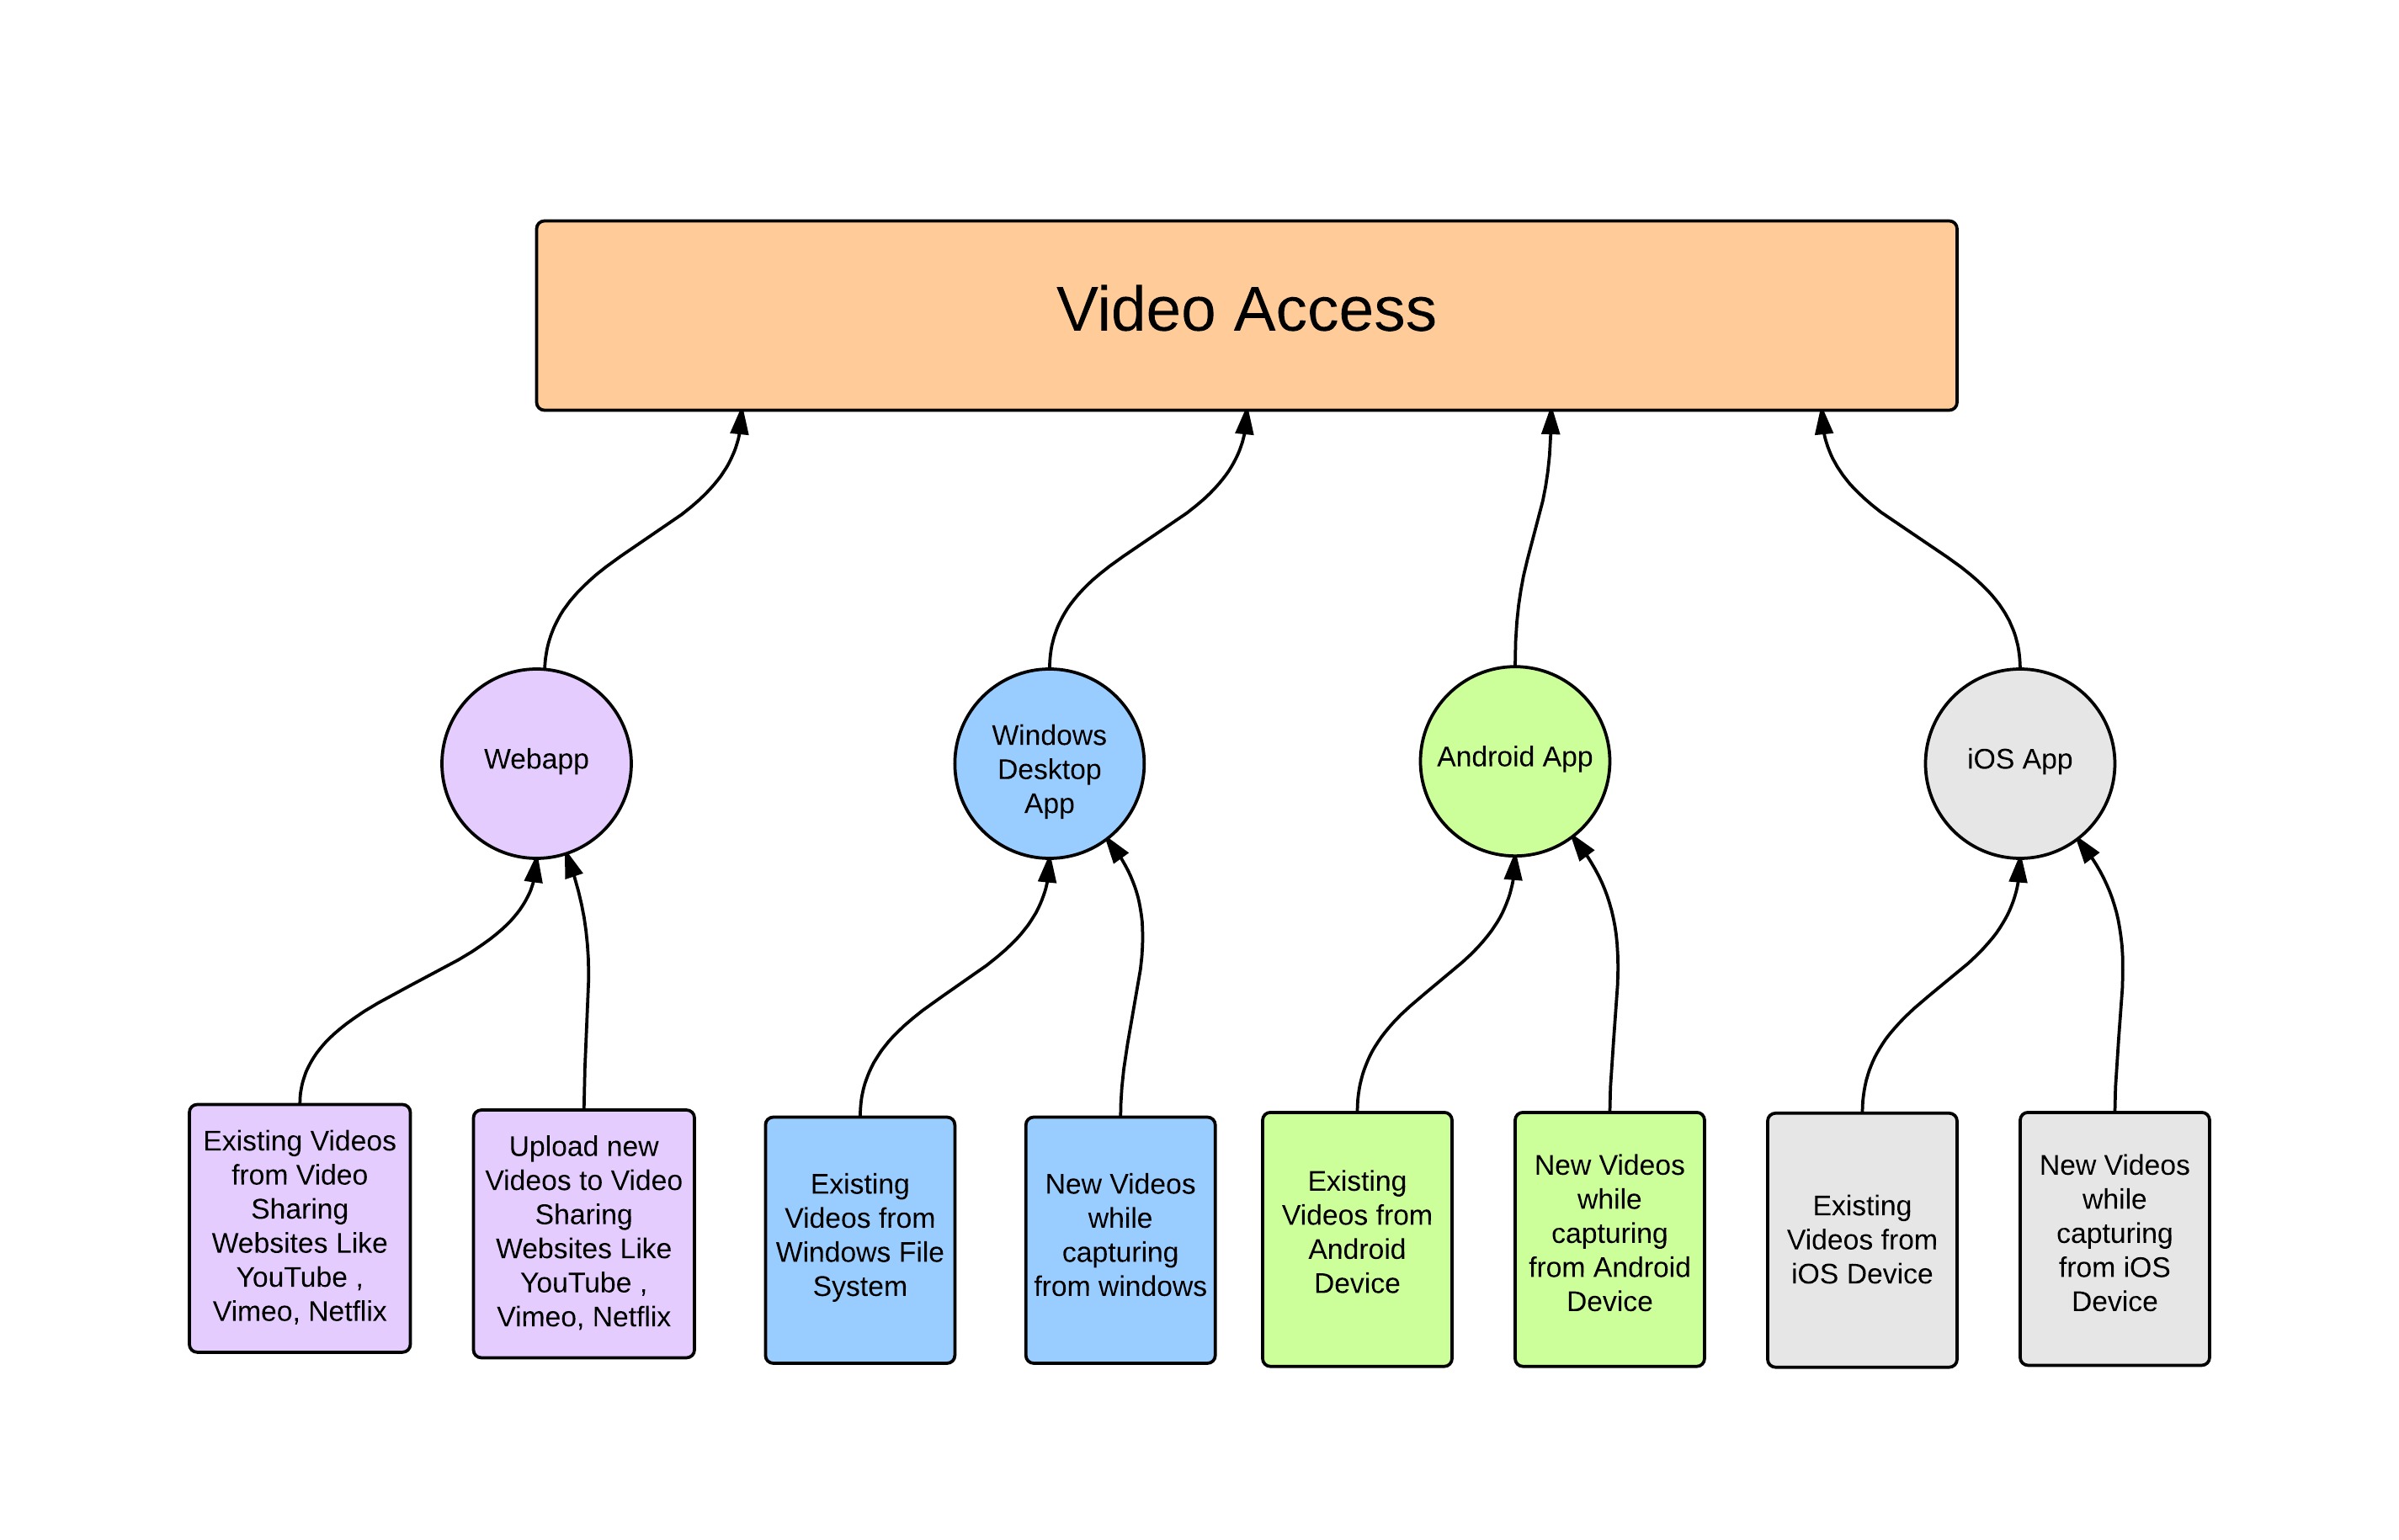 Video Access
Webapp
Windows
Desktop
App
Android App
iOS App
Existing Videos
from Video
Sharing
Websites Like
YouTube ,
Vimeo, Netflix
Upload new
Videos to Video
Sharing
Websites Like
YouTube ,
Vimeo, Netflix
Existing
Videos from
Windows File
System
New Videos
while
capturing
from windows
Existing
Videos from
Android
Device
New Videos
while
capturing
from Android
Device
Existing
Videos from
iOS Device
New Videos
while
capturing
from iOS
Device